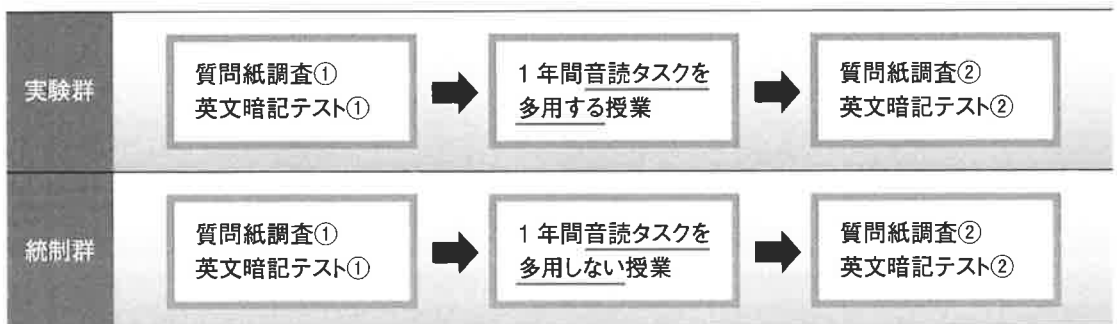 実験群
質問紙調査①
英文暗記テスト①
1年間音読タスクを
多用する授業
質問紙調査②
英文暗記テスト②
統制群
質問紙調査①
英文暗記テスト①
1年間音読タスクを
多用しない授業
質問紙調査②
英文暗記テスト②